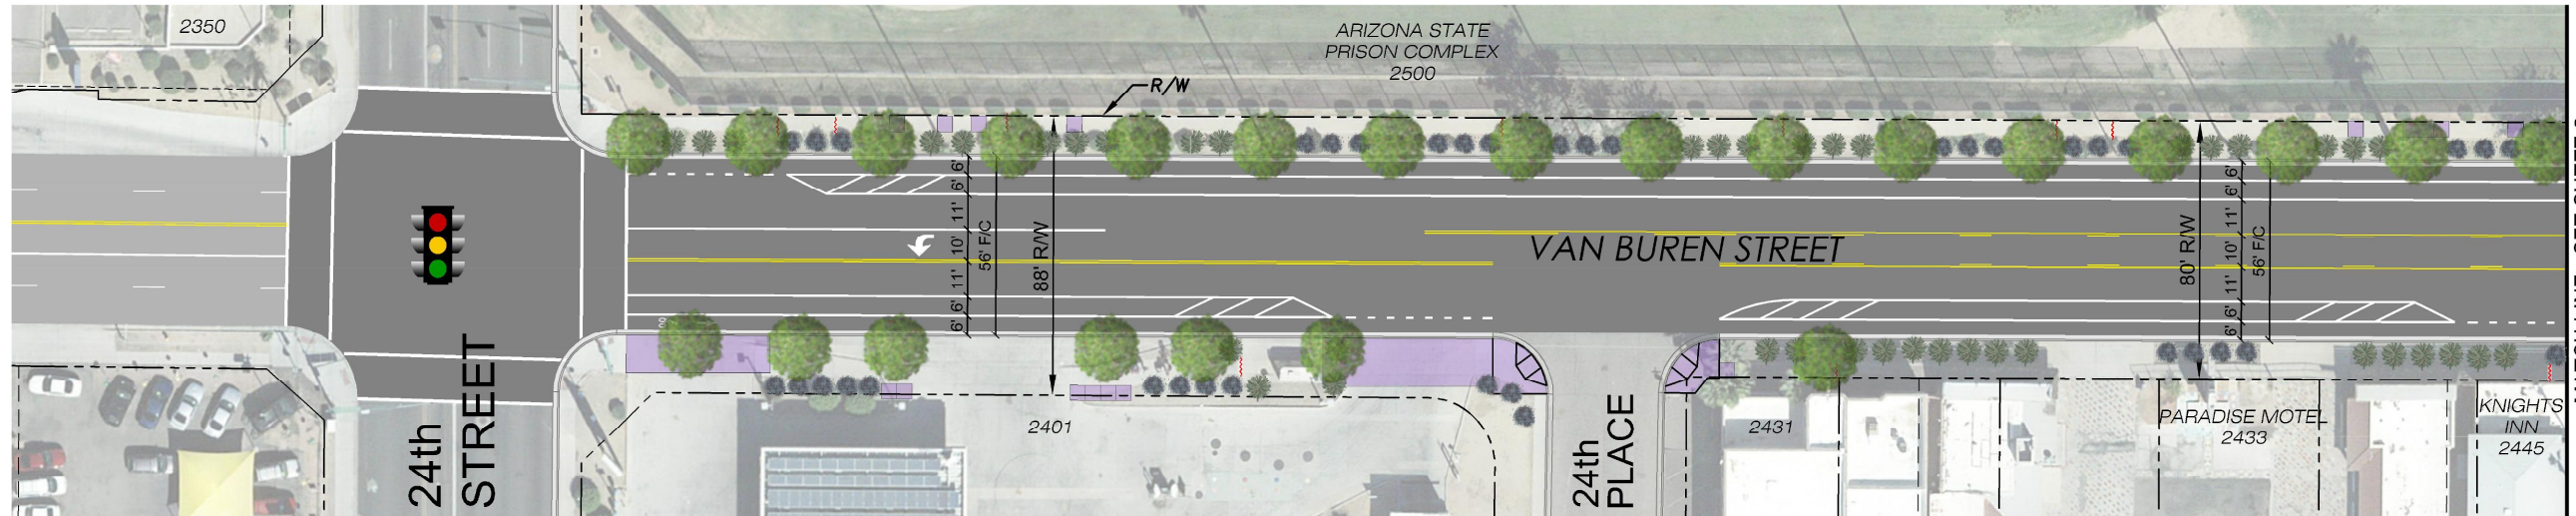 2350
ARIZONA STATE
PRISON COMPLEX
2500
R/W
6'
6'
11'
10'
11'
6'
6'
56' F/C
88' R/W
VAN BUREN STREET
80' R/W
6'
6'
11'
10'
11'
6'
6'
56' F/C
24th
STREET
2401
24th
PLACE
2431
PARADISE MOTEL
2433
KNIGHTS
INN
2445